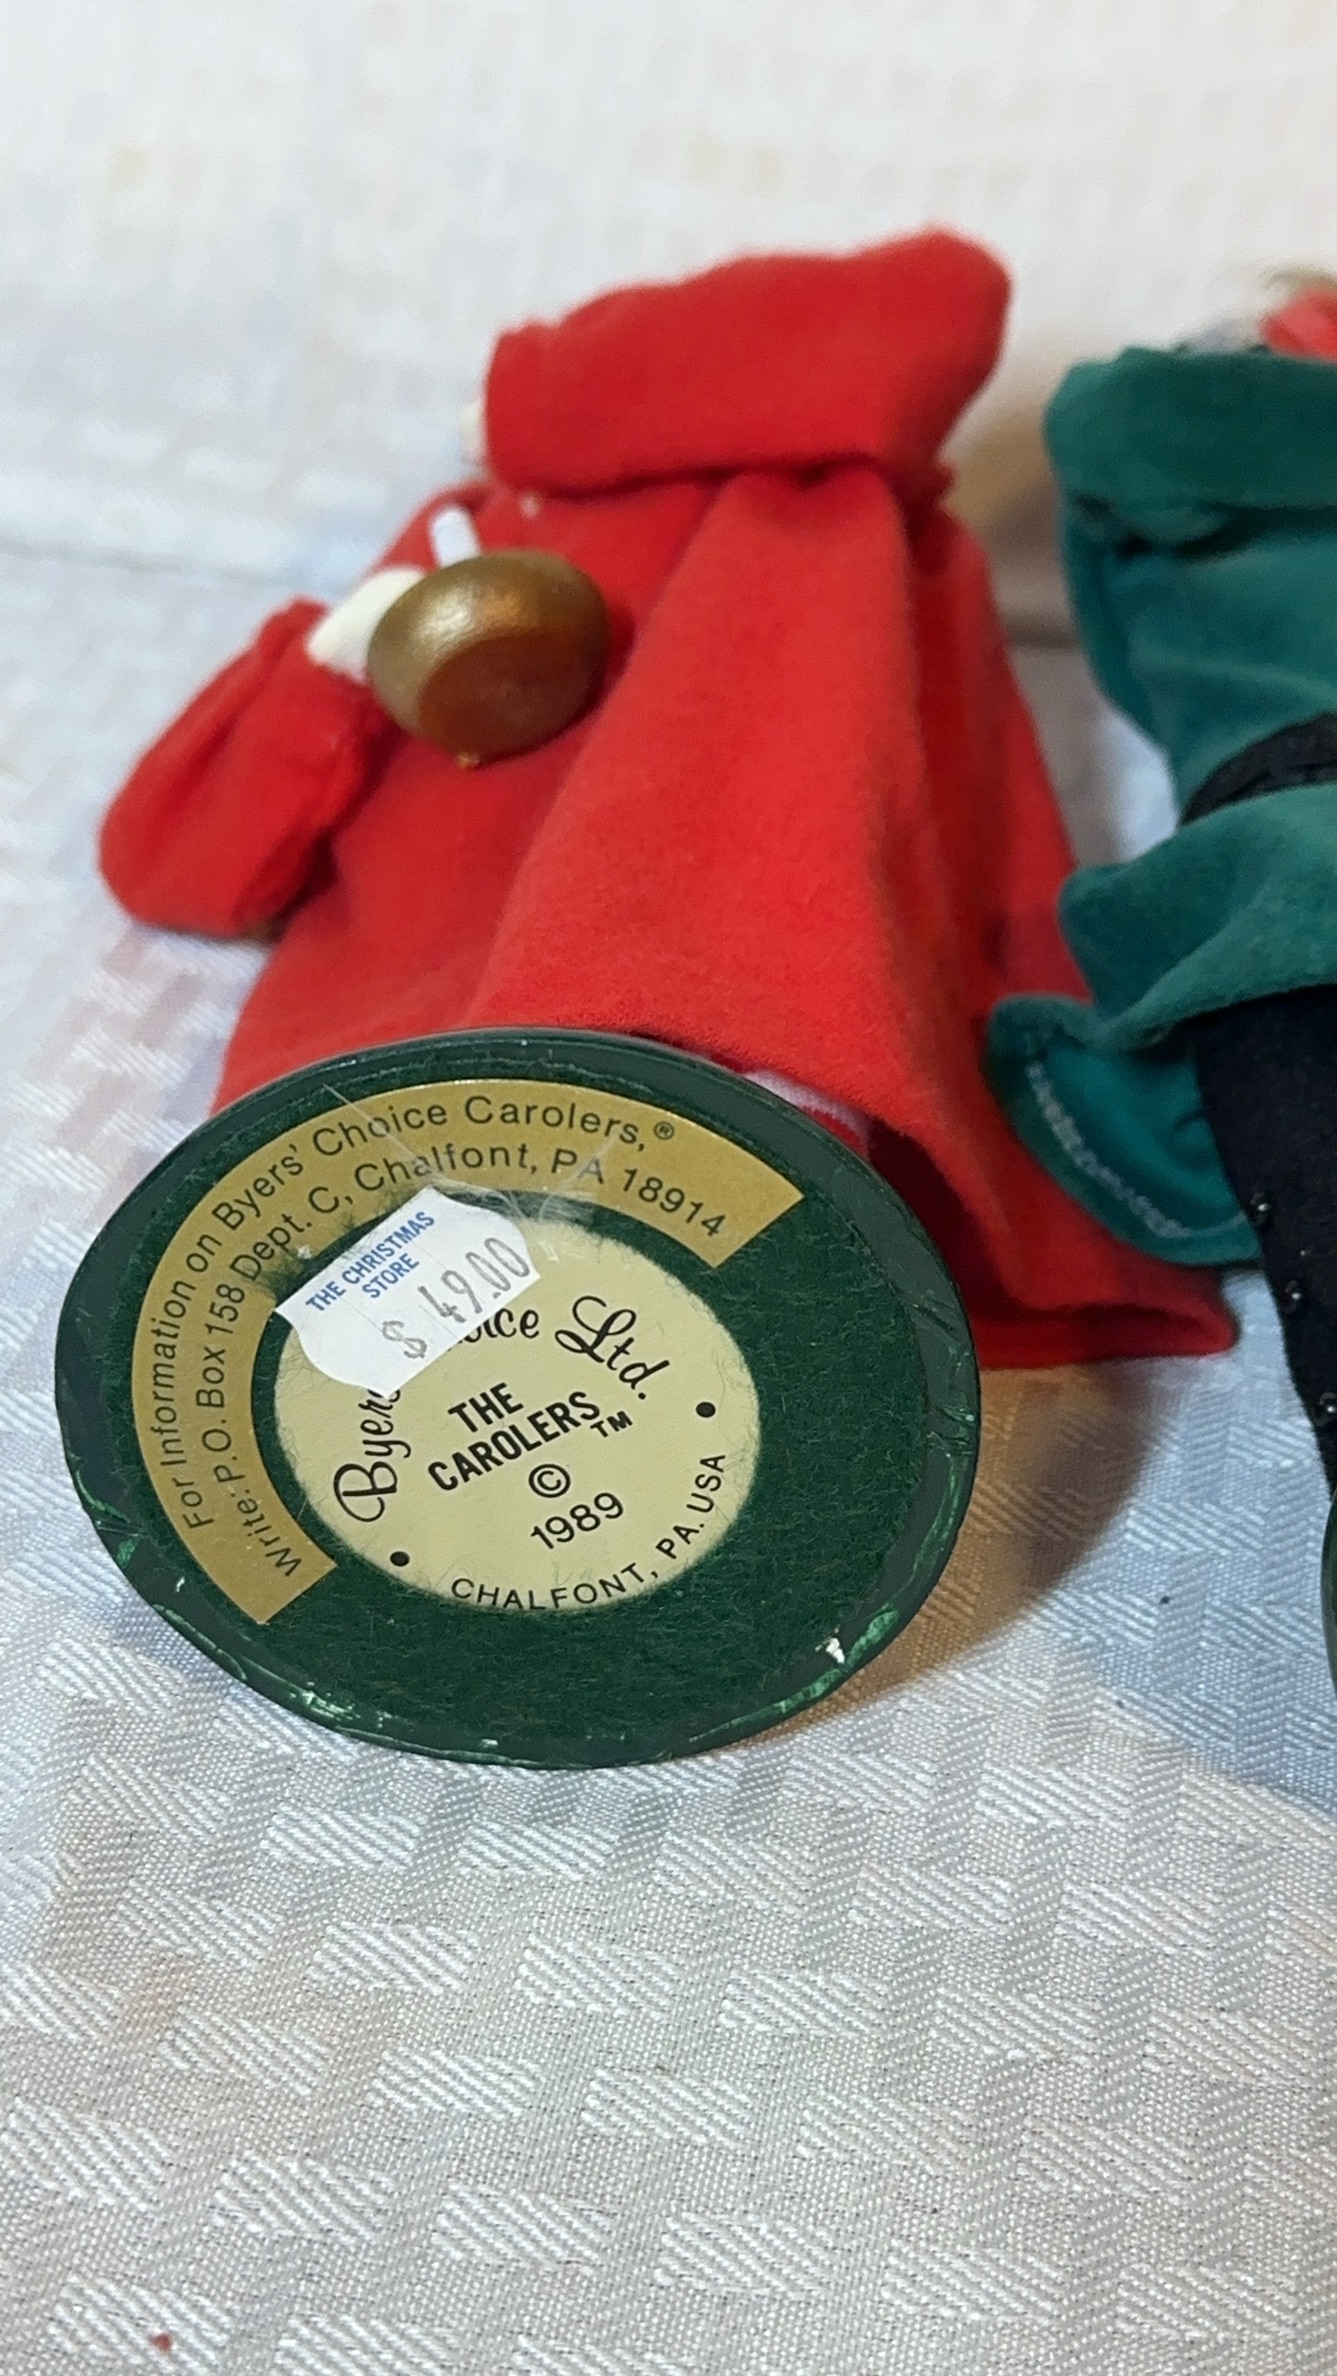 For Information on Byers' Choice Carolers,®
Write: P.O. Box 158 Dept. C, Chalfont, PA 18914
THE CHRISTMAS
STORE
$ 49.00
Byers Ltd.
THE
CAROLERS™
©
1989
• CHALFONT, PA. USA •